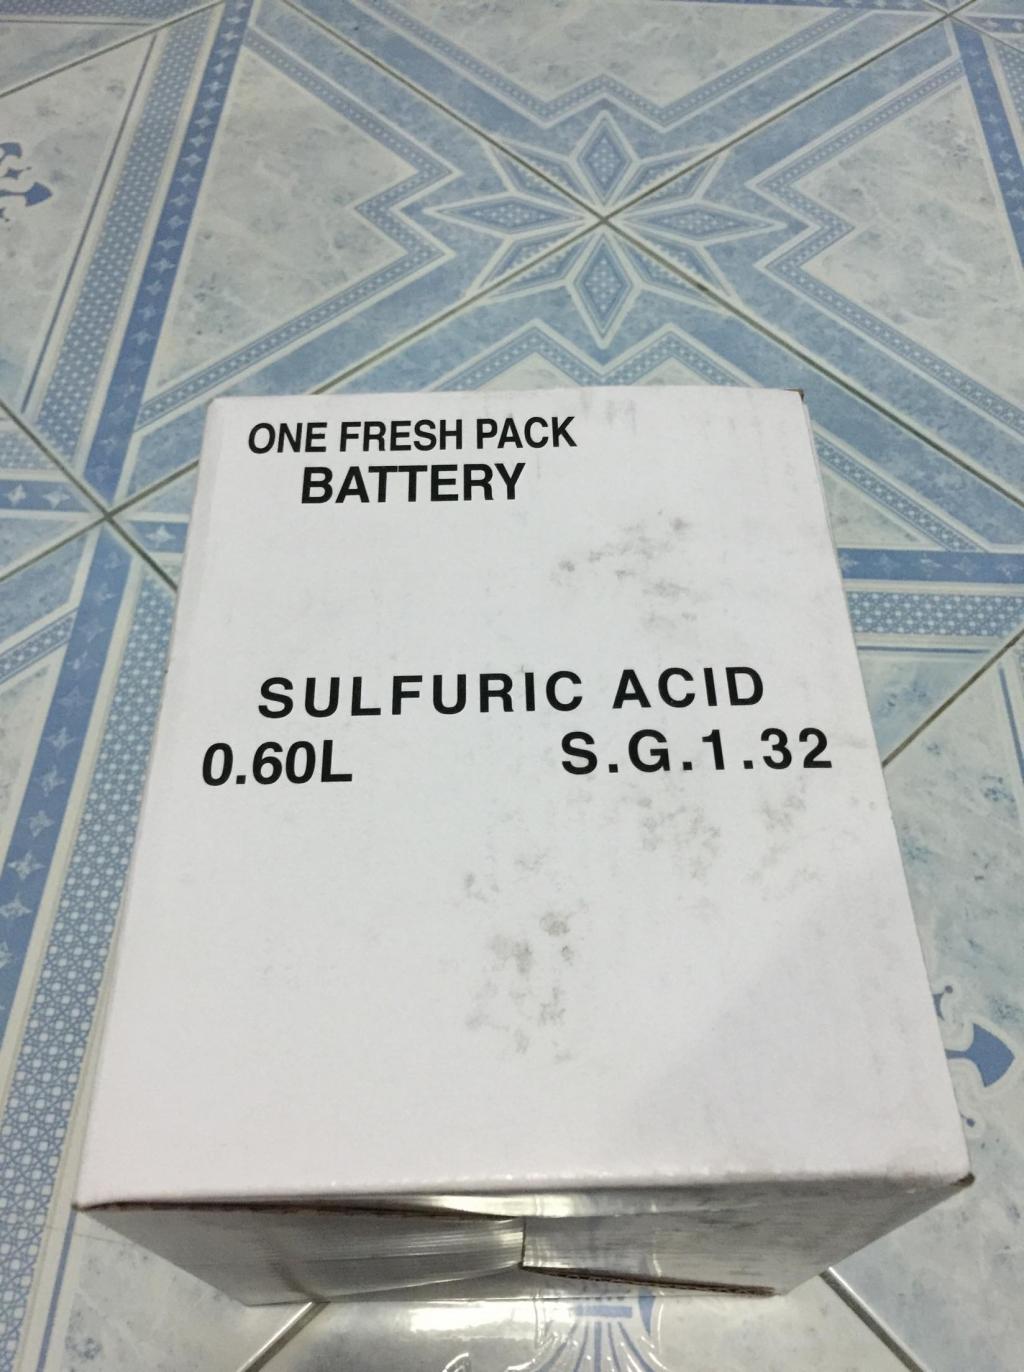 ONE FRESH PACK
BATTERY
SULFURIC ACID
0.60L S.G.1.32